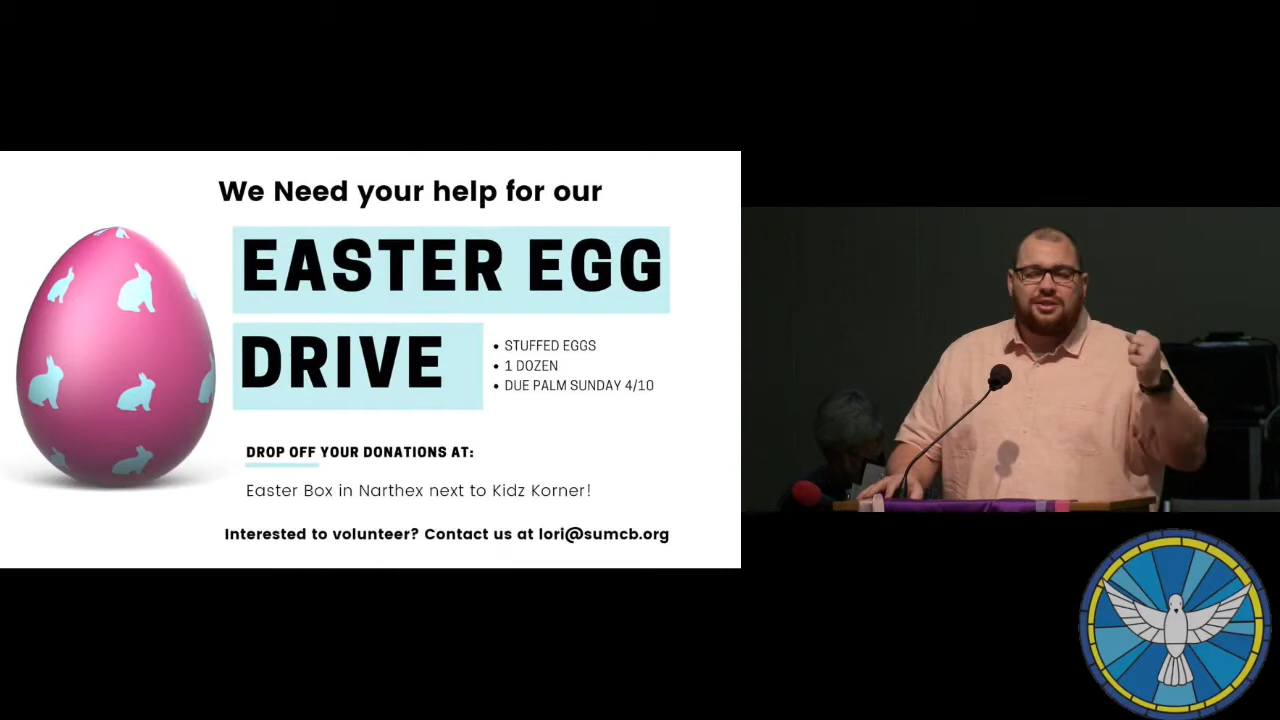 We Need your help for our
EASTER EGG
DRIVE
• STUFFED EGGS
• 1 DOZEN
• DUE PALM SUNDAY 4/10
DROP OFF YOUR DONATIONS AT:
Easter Box in Narthex next to Kidz Korner!
Interested to volunteer? Contact us at lori@sumcb.org